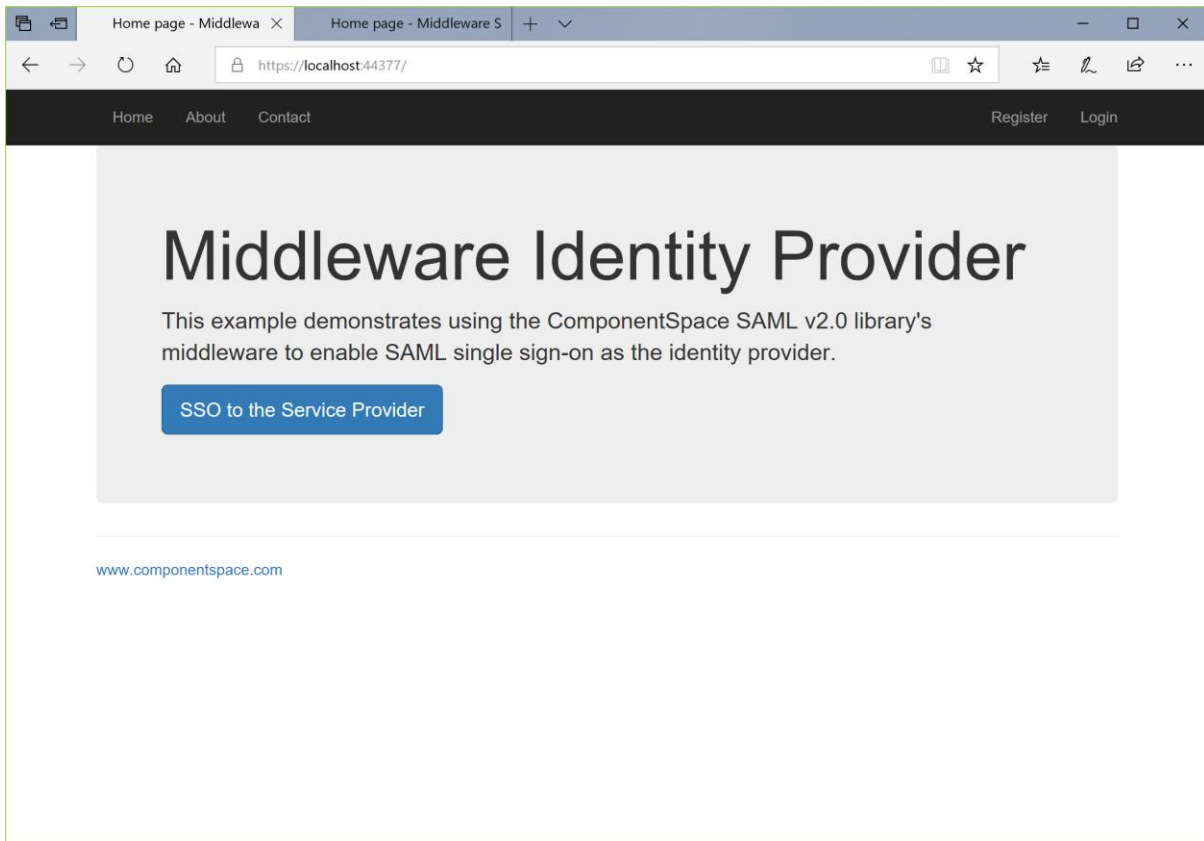 Home page - Middlewa
Home page - Middleware S
https://localhost:44377/
Home About Contact Register Login
Middleware Identity Provider
This example demonstrates using the ComponentSpace SAML v2.0 library's
middleware to enable SAML single sign-on as the identity provider.
SSO to the Service Provider
www.componentspace.com